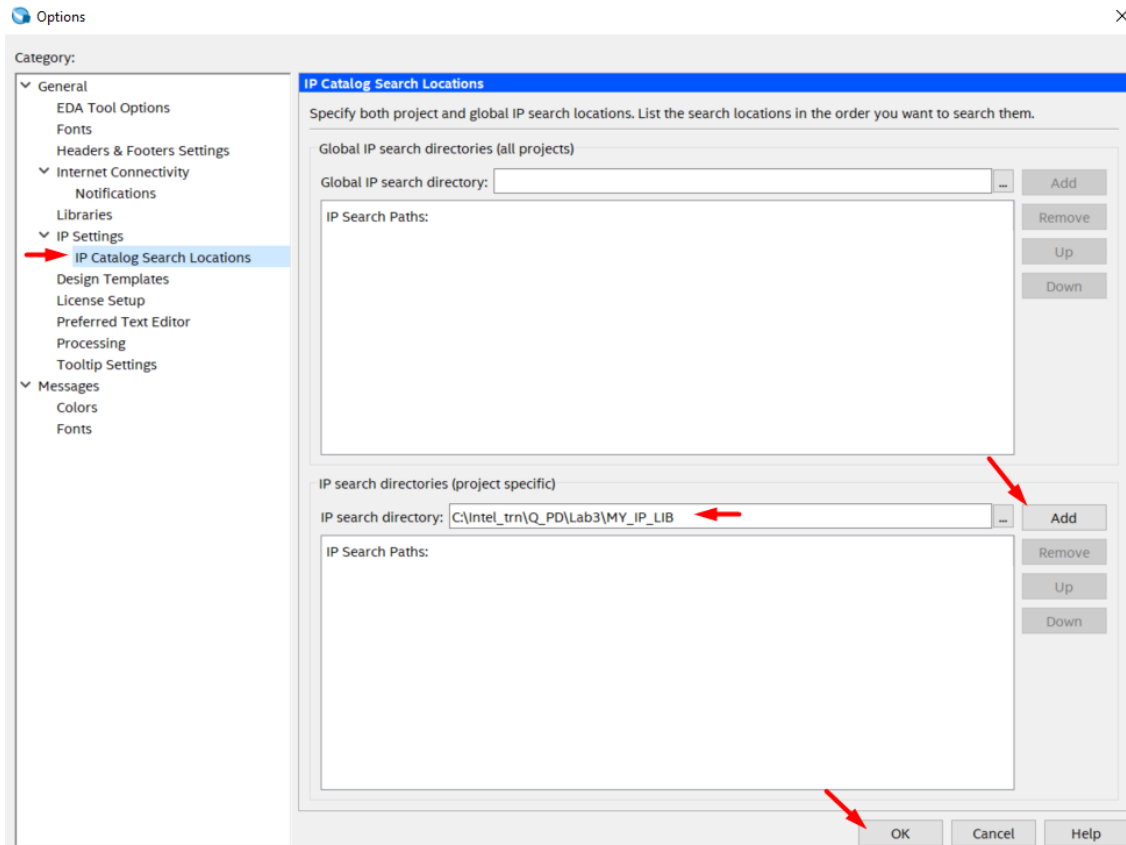 Options
Category:
General
EDA Tool Options
Fonts
Headers & Footers Settings
Internet Connectivity
Notifications
Libraries
IP Settings
IP Catalog Search Locations
Design Templates
License Setup
Preferred Text Editor
Processing
Tooltip Settings
Messages
Colors
Fonts
IP Catalog Search Locations
Specify both project and global IP search locations. List the search locations in the order you want to search them.
Global IP search directories (all projects)
Global IP search directory: ... Add
IP Search Paths:
Remove
Up
Down
IP search directories (project specific)
IP search directory: C:\Intel_trn\Q_PD\Lab3\MY_IP_LIB ... Add
IP Search Paths:
Remove
Up
Down
OK Cancel Help